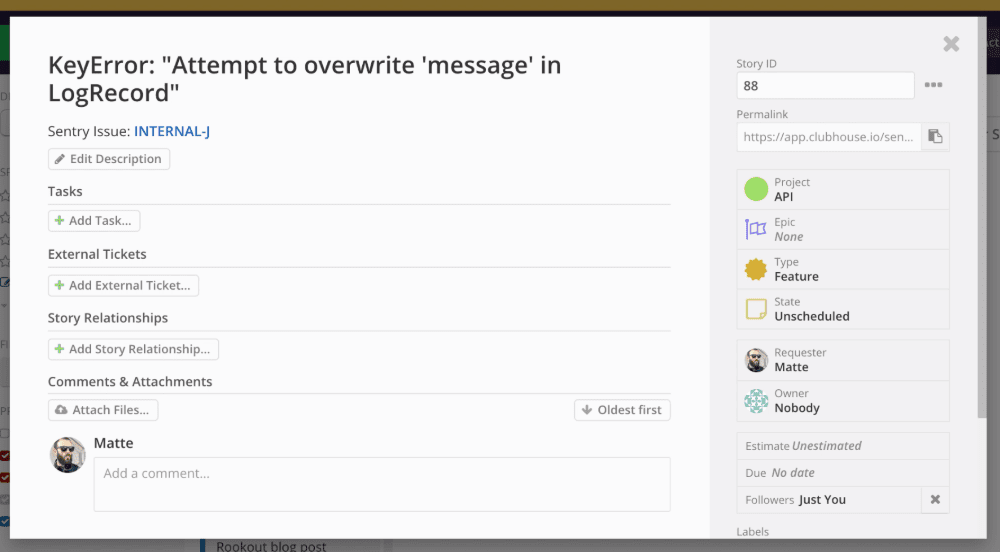 KeyError: "Attempt to overwrite 'message' in
LogRecord"
Sentry Issue: INTERNAL-J
Edit Description
Tasks
Add Task...
External Tickets
Add External Ticket...
Story Relationships
Add Story Relationship...
Comments & Attachments
Attach Files...
Oldest first
Matte
Add a comment...
Story ID
88
Permalink
https://app.clubhouse.io/sen...
Project
API
Epic
None
Type
Feature
State
Unscheduled
Requester
Matte
Owner
Nobody
Estimate Unestimated
Due No date
Followers Just You
Labels
Rookout blog post